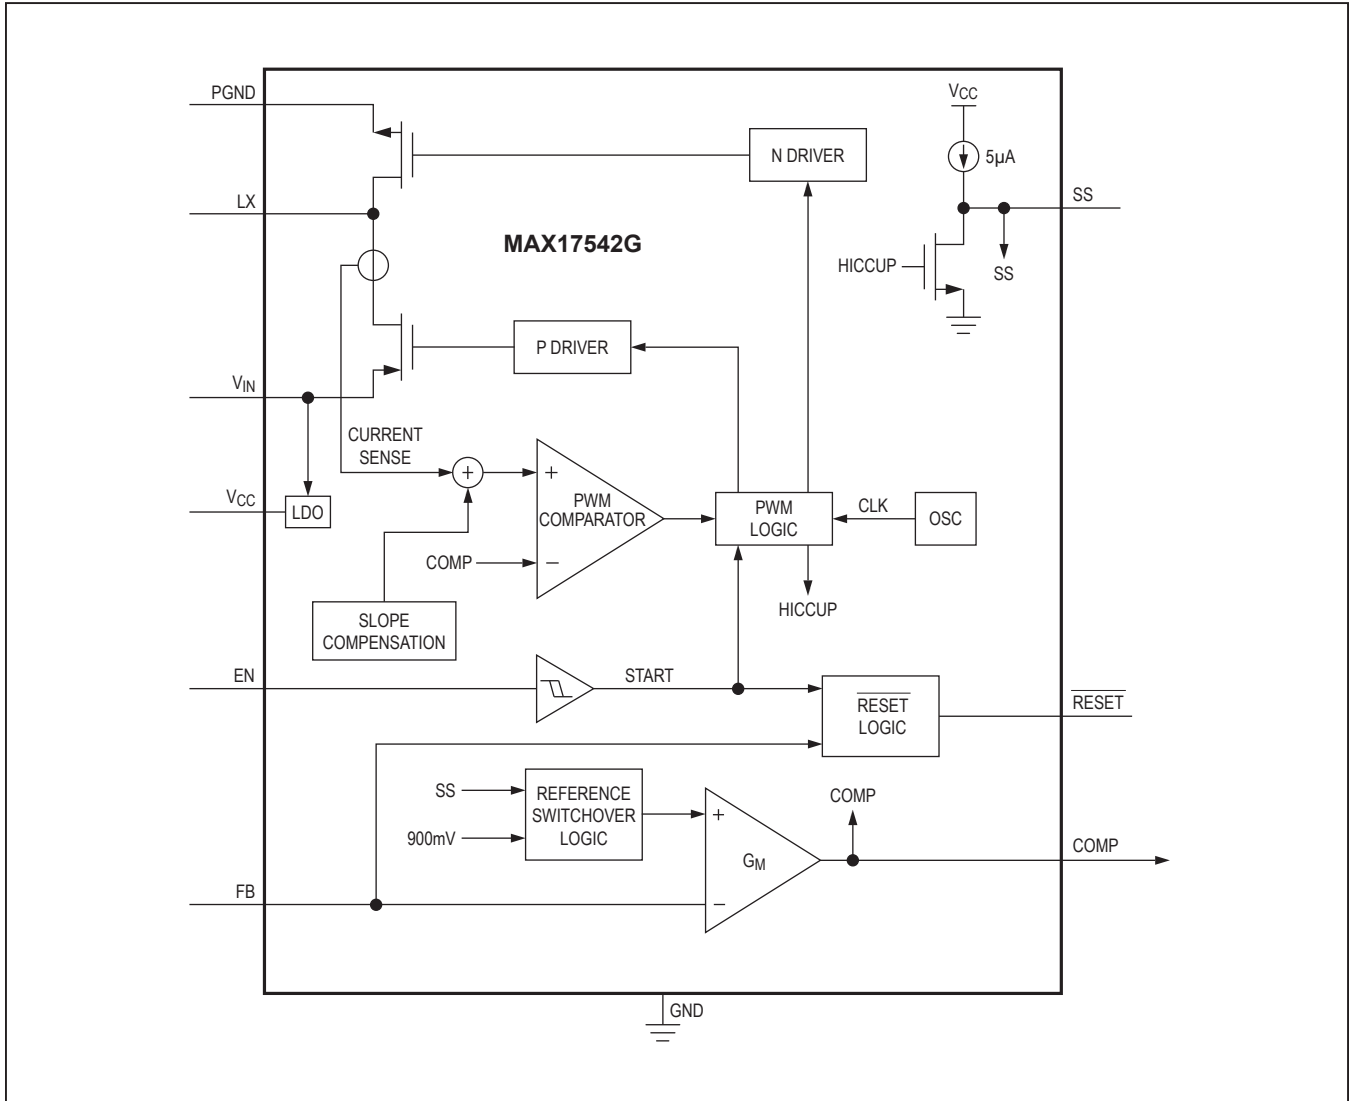 PGND
VCC
N DRIVER
5µA
LX
SS
MAX17542G
HICCUP
SS
P DRIVER
VIN
CURRENT
SENSE
+
+
VCC
LDO
PWM
COMPARATOR
PWM
LOGIC
CLK
OSC
COMP
−
HICCUP
SLOPE
COMPENSATION
EN
START
RESET
LOGIC
RESET
SS
REFERENCE
SWITCHOVER
LOGIC
900mV
+
COMP
GM
COMP
FB
−
GND